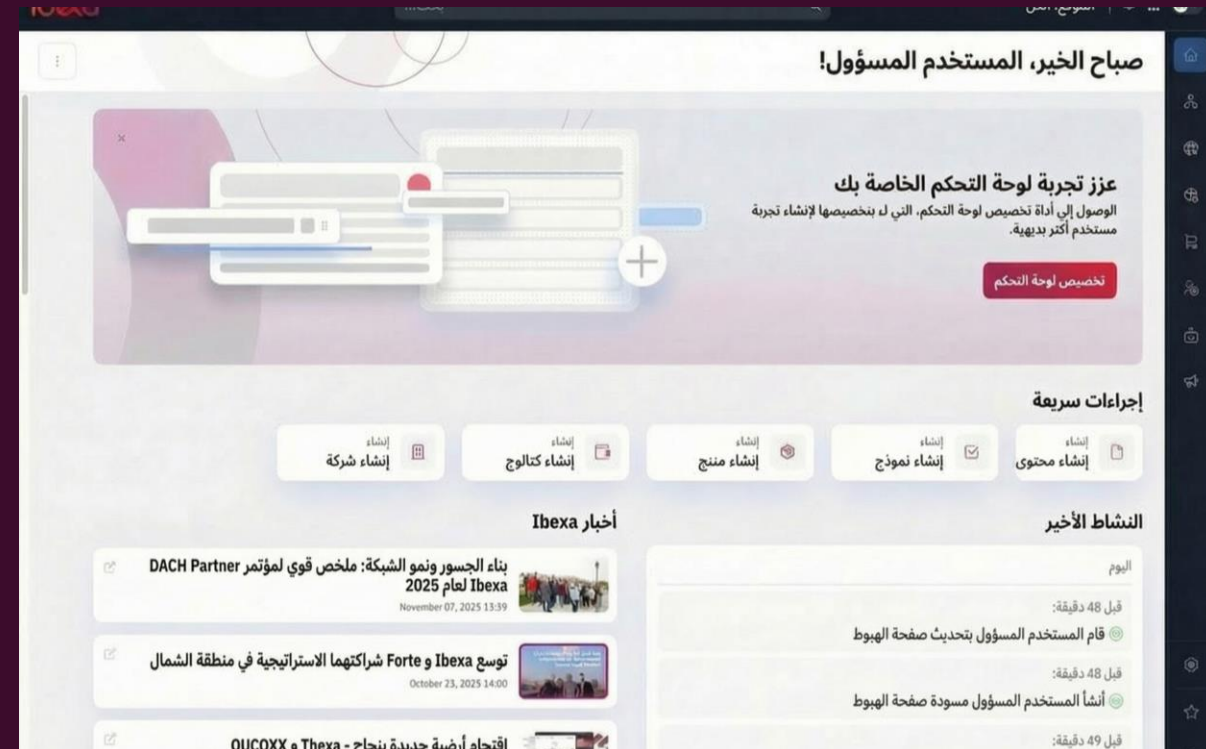 صباح الخير، المستخدم المسؤول!
عزز تجربة لوحة التحكم الخاصة بك
الوصول إلى أداة تخصيص لوحة التحكم، التي لء بنخصيصها لإنشاء تجربة
مستخدم أكثر بديهية.
تخصيص لوحة التحكم
إجراءات سريعة
إنشاء
إنشاء محتوى
إنشاء
إنشاء نموذج
إنشاء
إنشاء مننج
إنشاء
إنشاء كتالوج
إنشاء
إنشاء شركة
النشاط الأخير
اليوم
قبل 48 دقيقة:
قام المستخدم المسؤول بتحديث صفحة الهبوط
قبل 48 دقيقة:
أنشأ المستخدم المسؤول مسودة صفحة الهبوط
قبل 49 دقيقة:
أخبار Ibexa
بناء الجسور ونمو الشبكة: ملخص قوي لمؤتمر DACH Partner
Ibexa لعام 2025
November 07, 2025 13:39
توسع Ibexa و Forte شراكتهما الاستراتيجية في منطقة الشمال
October 23, 2025 14:00
اقتحام أرضية جديدة بنجاح - Thexa و OUCOXX